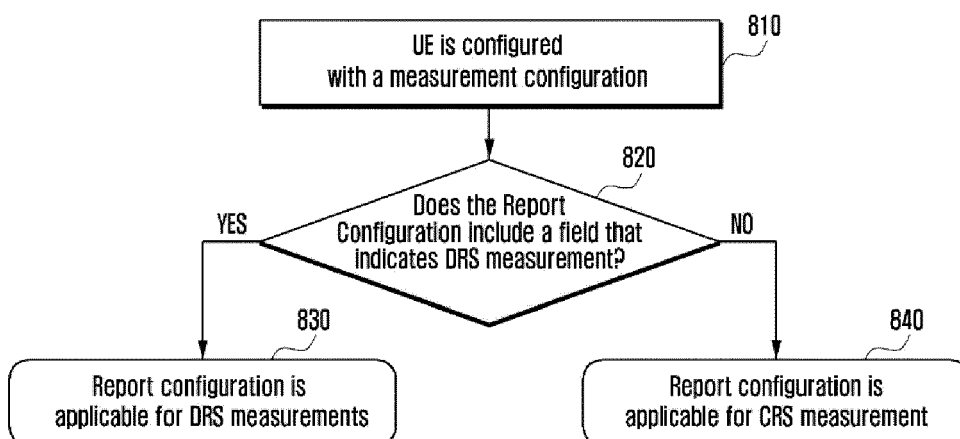 810
UE is configured
with a measurement configuration
820
Does the Report
Configuration include a field that
indicates DRS measurement?
YES
NO
830
Report configuration is
applicable for DRS measurements
840
Report configuration is
applicable for CRS measurement